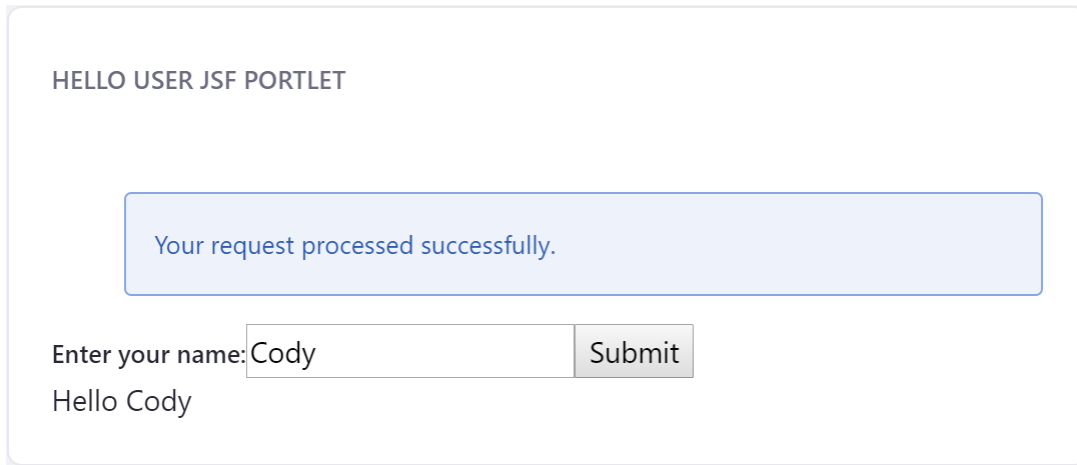 HELLO USER JSF PORTLET
Your request processed successfully.
Enter your name: Cody Submit
Hello Cody